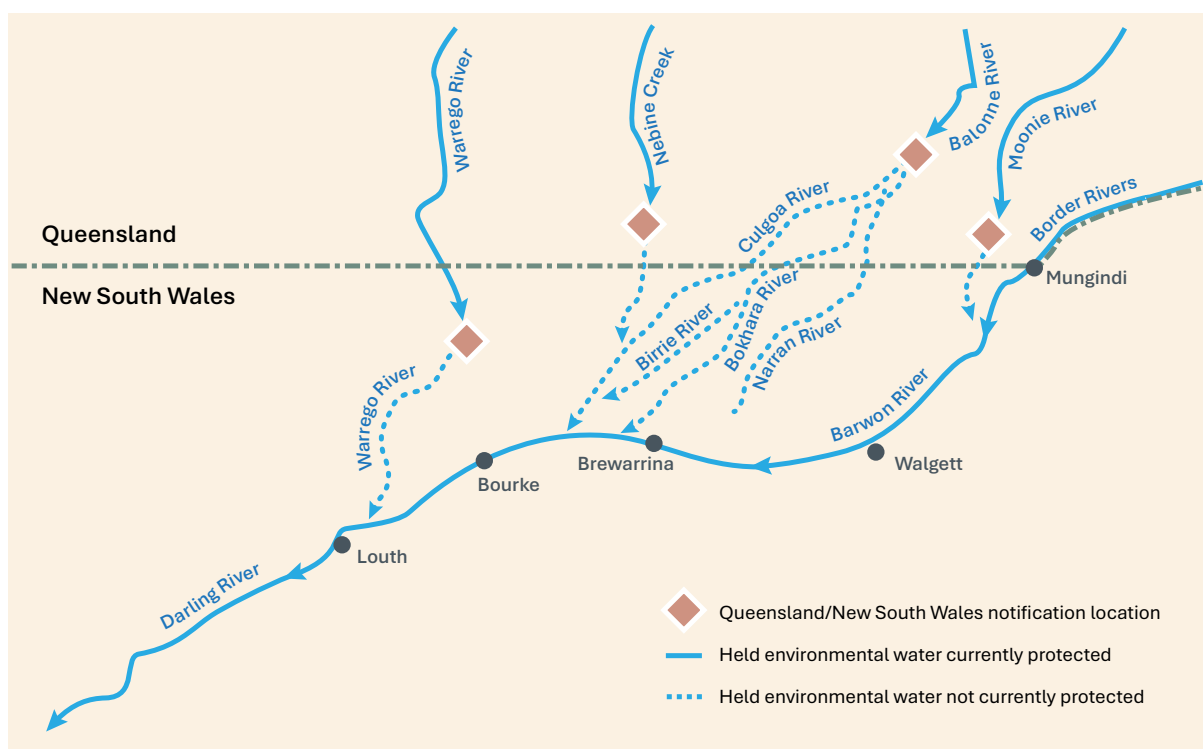 Warrego River
Nebine Creek
Balonne River
Moonie River
Border Rivers
Culgoa River
Queensland
New South Wales
Mungindi
Birrie River
Bokhara River
Narran River
Warrego River
Barwon River
Brewarrina
Walgett
Bourke
Louth
Darling River
Queensland/New South Wales notification location
Held environmental water currently protected
Held environmental water not currently protected